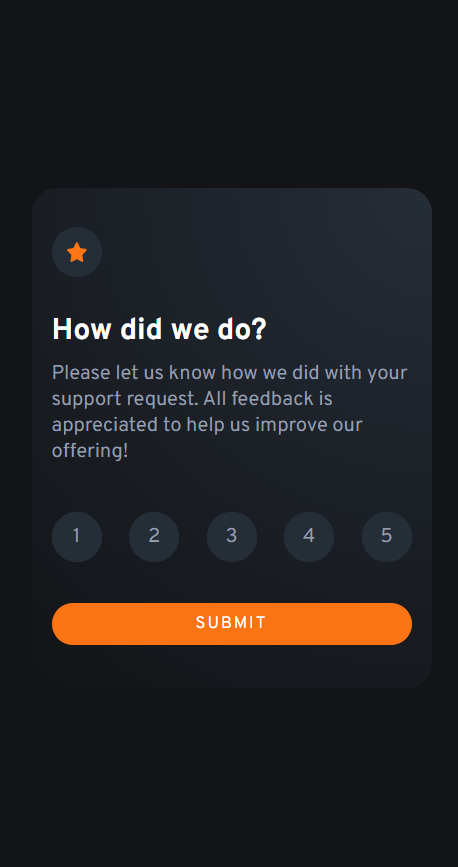 How did we do?
Please let us know how we did with your
support request. All feedback is
appreciated to help us improve our
offering!
1 2 3 4 5
SUBMIT